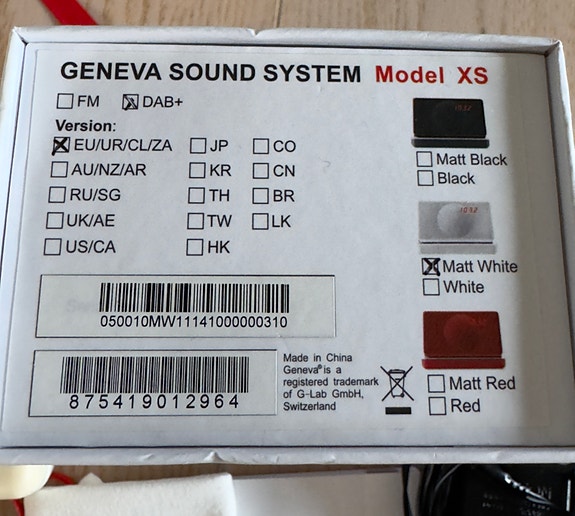 GENEVA SOUND SYSTEM Model XS
FM DAB+
Version:
EU/UR/CL/ZA JP CO
AU/NZ/AR KR CN
RU/SG TH BR
UK/AE TW LK
US/CA HK
Matt Black
Black
Matt White
White
Matt Red
Red
050010MW11141000000310
875419012964
Made in China
Geneva® is a
registered trademark
of G-Lab GmbH,
Switzerland